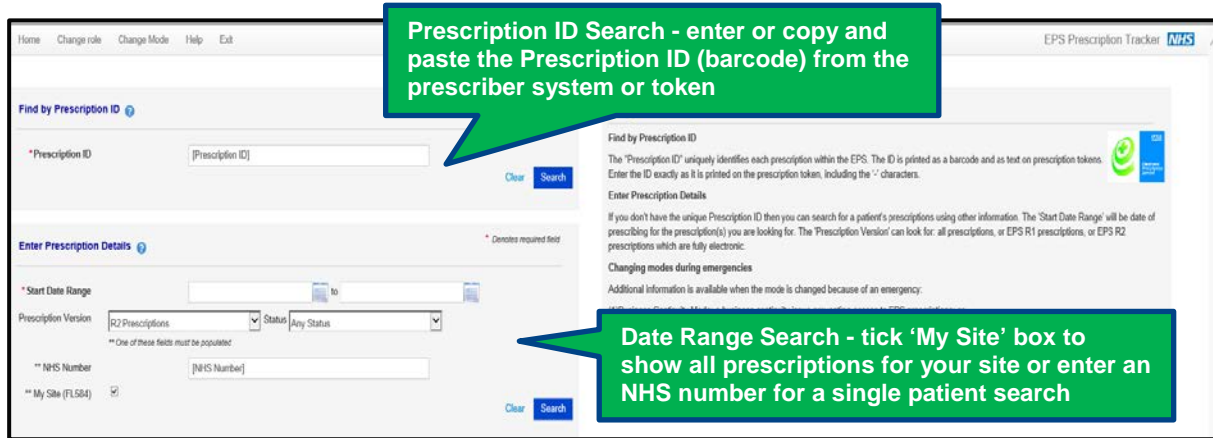 Home Change role Change Mode Help Exit
EPS Prescription Tracker NHS
Prescription ID Search - enter or copy and
paste the Prescription ID (barcode) from the
prescriber system or token
Find by Prescription ID ?
*Prescription ID [Prescription ID]
Clear Search
Enter Prescription Details ?
* Denotes required field
* Start Date Range to
Prescription Version R2 Prescriptions Status Any Status
** One of these fields must be populated
** NHS Number [NHS Number]
** My Site (FL584)
Clear Search
Find by Prescription ID
The "Prescription ID" uniquely identifies each prescription within the EPS. The ID is printed as a barcode and as text on prescription tokens.
Enter the ID exactly as it is printed on the prescription token, including the '-' characters.
Enter Prescription Details
If you don't have the unique Prescription ID then you can search for a patient's prescriptions using other information. The 'Start Date Range' will be date of
prescribing for the prescription(s) you are looking for. The 'Prescription Version' can look for: all prescriptions, or EPS R1 prescriptions, or EPS R2
prescriptions which are fully electronic.
Changing modes during emergencies
Additional information is available when the mode is changed because of an emergency:
Date Range Search - tick 'My Site' box to
show all prescriptions for your site or enter an
NHS number for a single patient search